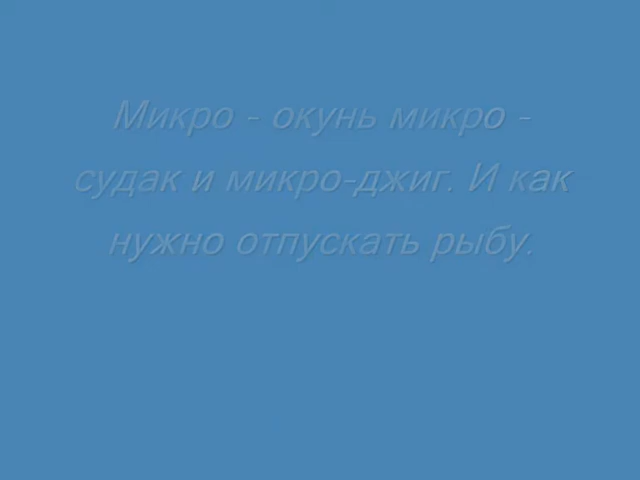 Микро - окунь микро -
судак и микро-джиг. И как
нужно отпускать рыбу.